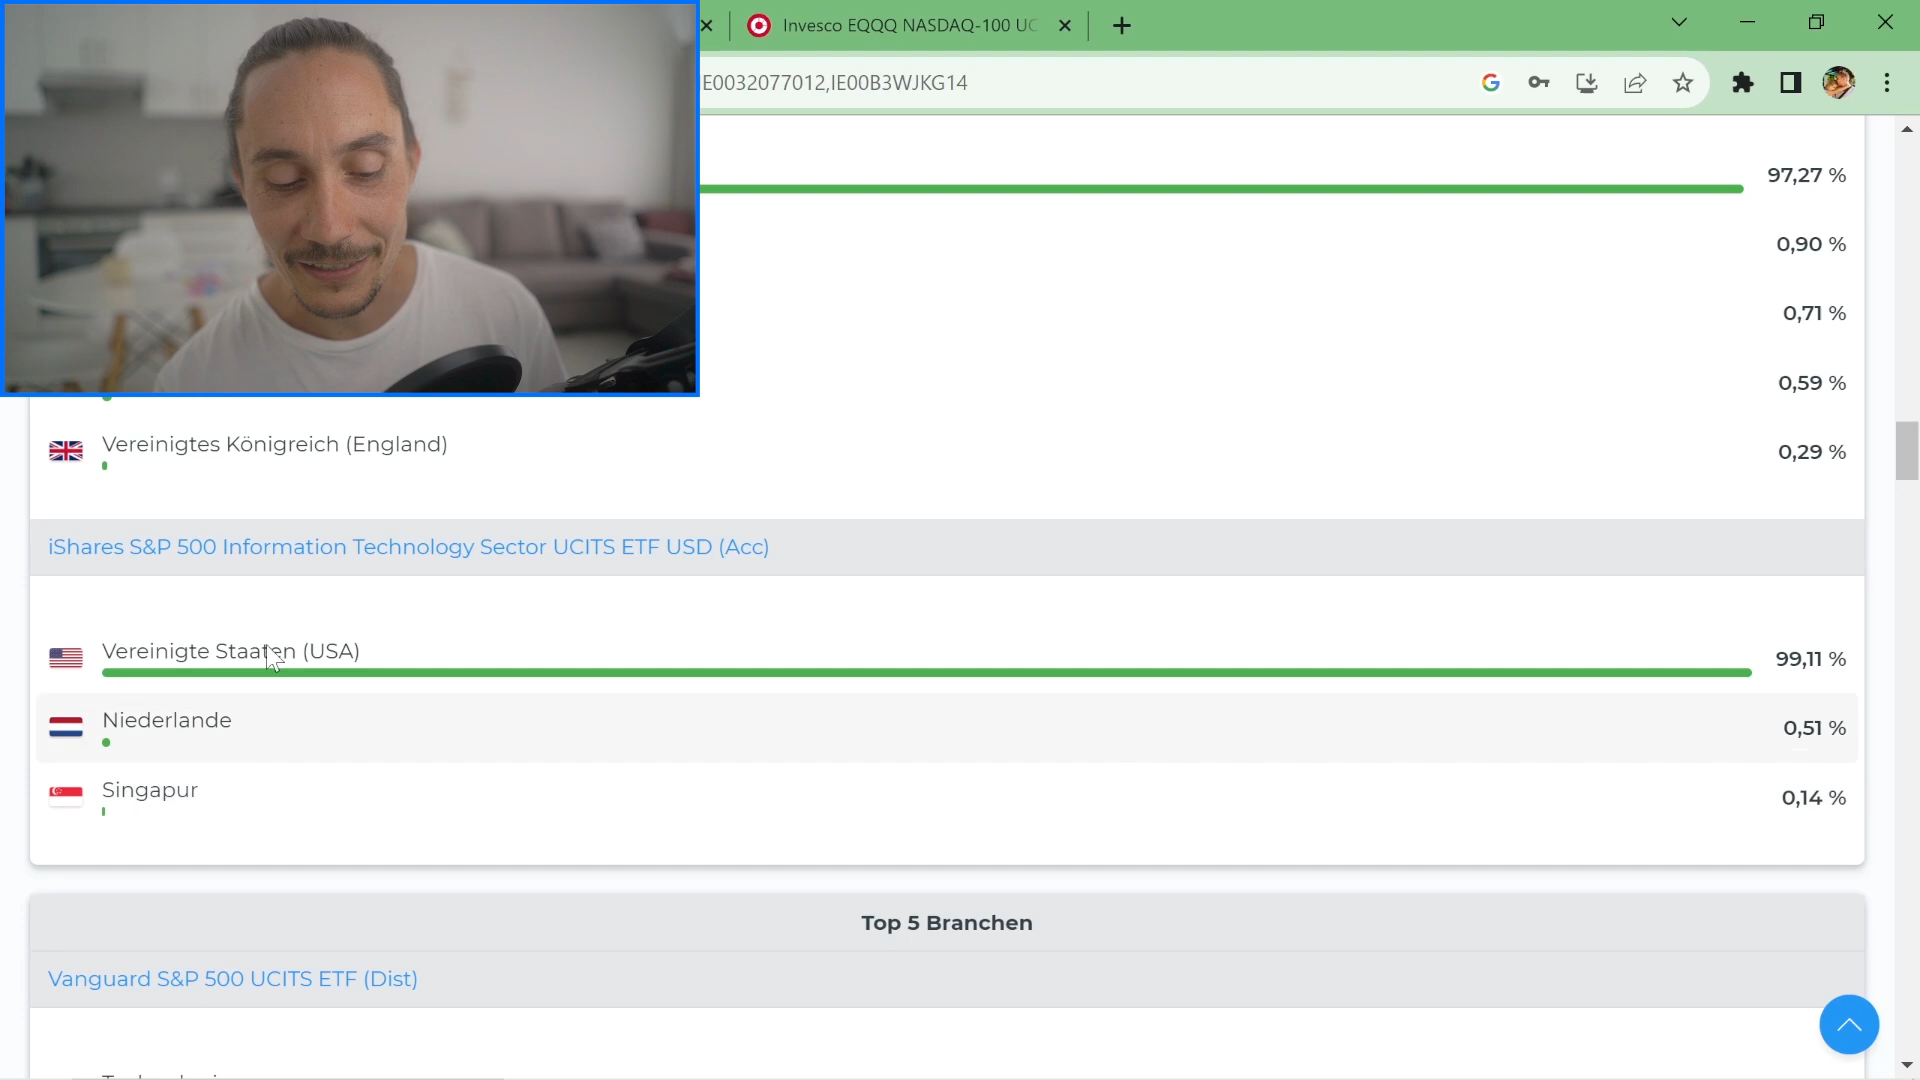 Invesco EQQQ NASDAQ-100 UC
E0032077012,IE00B3WJKG14
97,27 %
0,90 %
0,71 %
0,59 %
Vereinigtes Königreich (England)
0,29 %
iShares S&P 500 Information Technology Sector UCITS ETF USD (Acc)
Vereinigte Staaten (USA)
99,11 %
Niederlande
0,51 %
Singapur
0,14 %
Top 5 Branchen
Vanguard S&P 500 UCITS ETF (Dist)